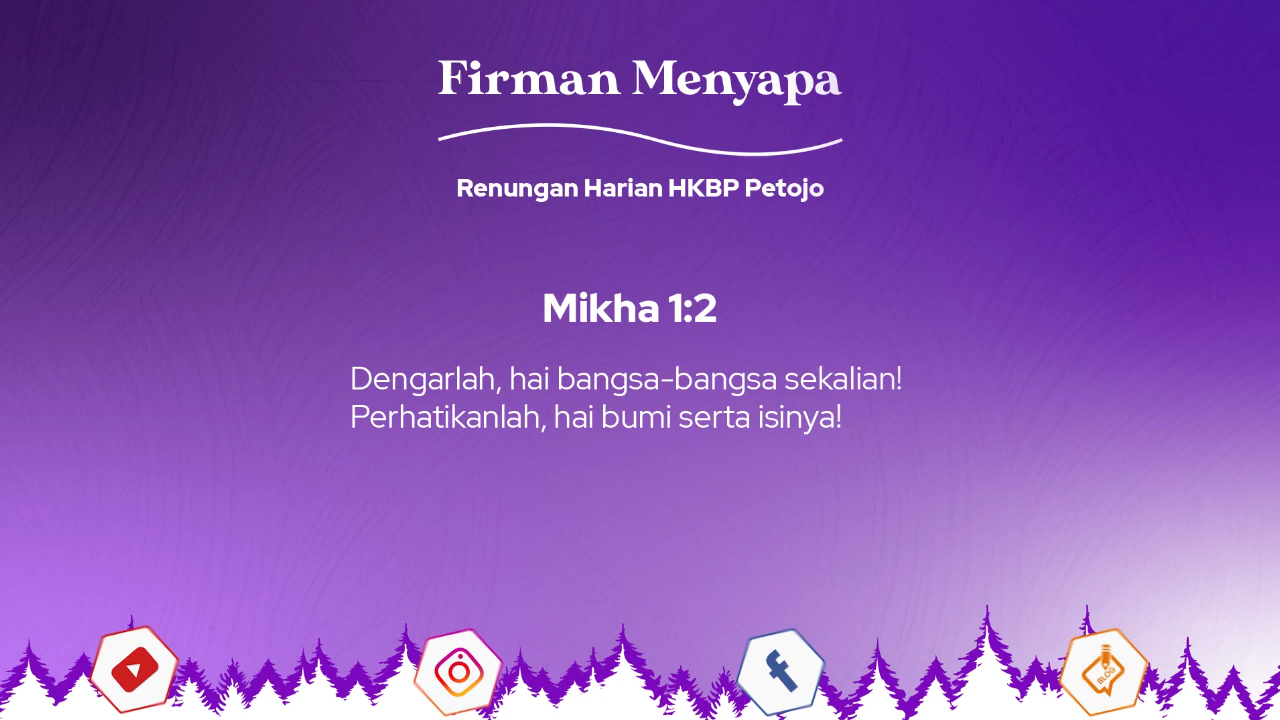 Firman Menyapa
Renungan Harian HKBP Petojo
Mikha 1:2
Dengarlah, hai bangsa-bangsa sekalian!
Perhatikanlah, hai bumi serta isinya!
BLOG